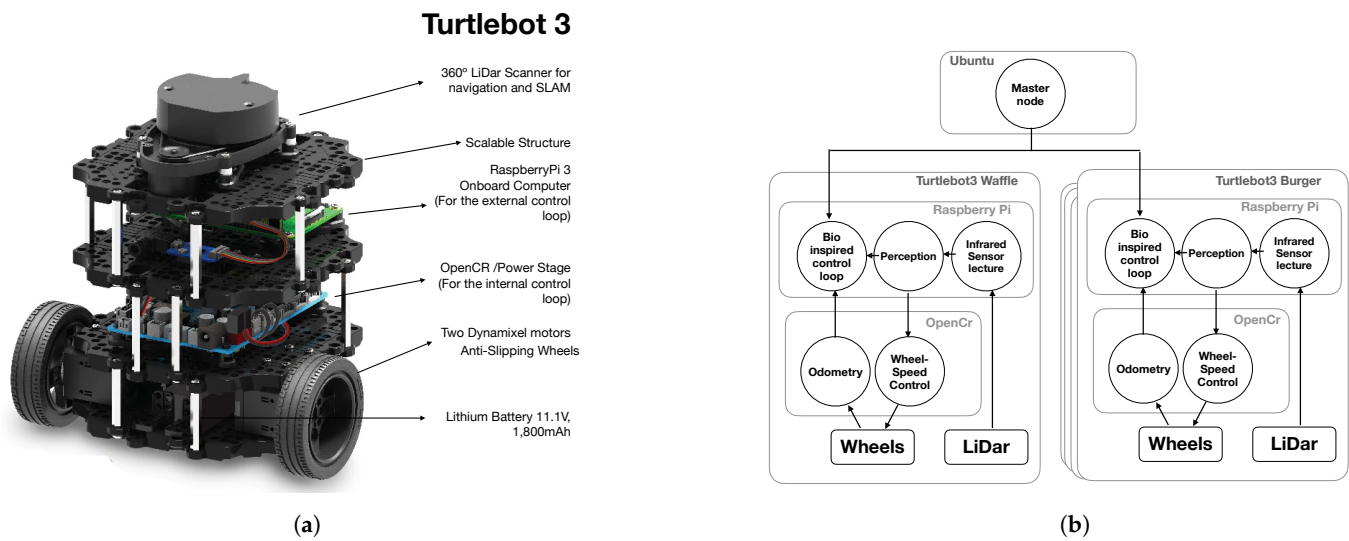 Turtlebot 3
360º LiDar Scanner for
navigation and SLAM
Scalable Structure
RaspberryPi 3
Onboard Computer
(For the external control
loop)
OpenCR /Power Stage
(For the internal control
loop)
Two Dynamixel motors
Anti-Slipping Wheels
Lithium Battery 11.1V,
1,800mAh
(a)
Ubuntu
Master
node
Turtlebot3 Waffle
Raspberry Pi
Bio
inspired
control
loop
Perception
Infrared
Sensor
lecture
OpenCr
Odometry
Wheel-
Speed
Control
Wheels
LiDar
Turtlebot3 Burger
Raspberry Pi
Bio
inspired
control
loop
Perception
Infrared
Sensor
lecture
OpenCr
Odometry
Wheel-
Speed
Control
Wheels
LiDar
(b)